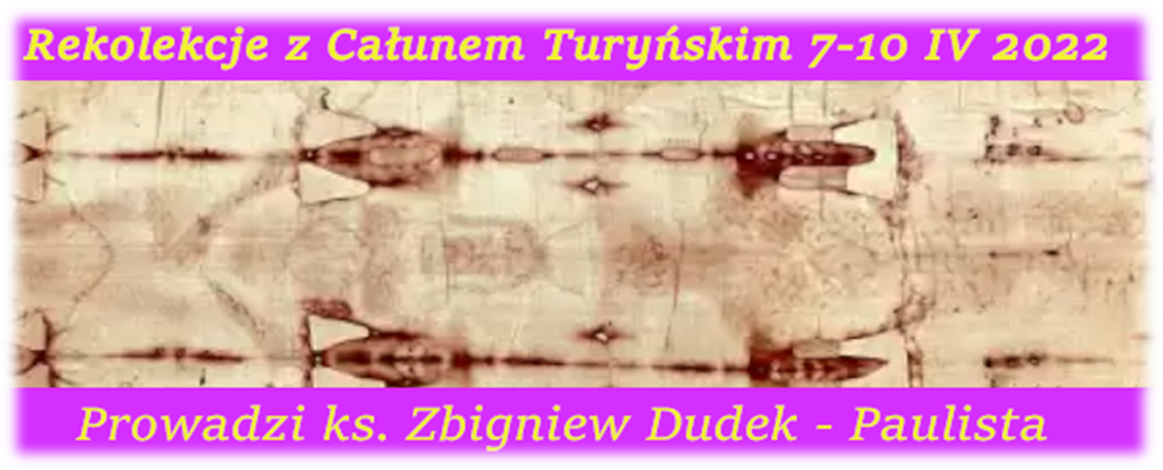 Rekolekcje z Całunem Turyńskim 7-10 IV 2022
Prowadzi ks. Zbigniew Dudek - Paulista